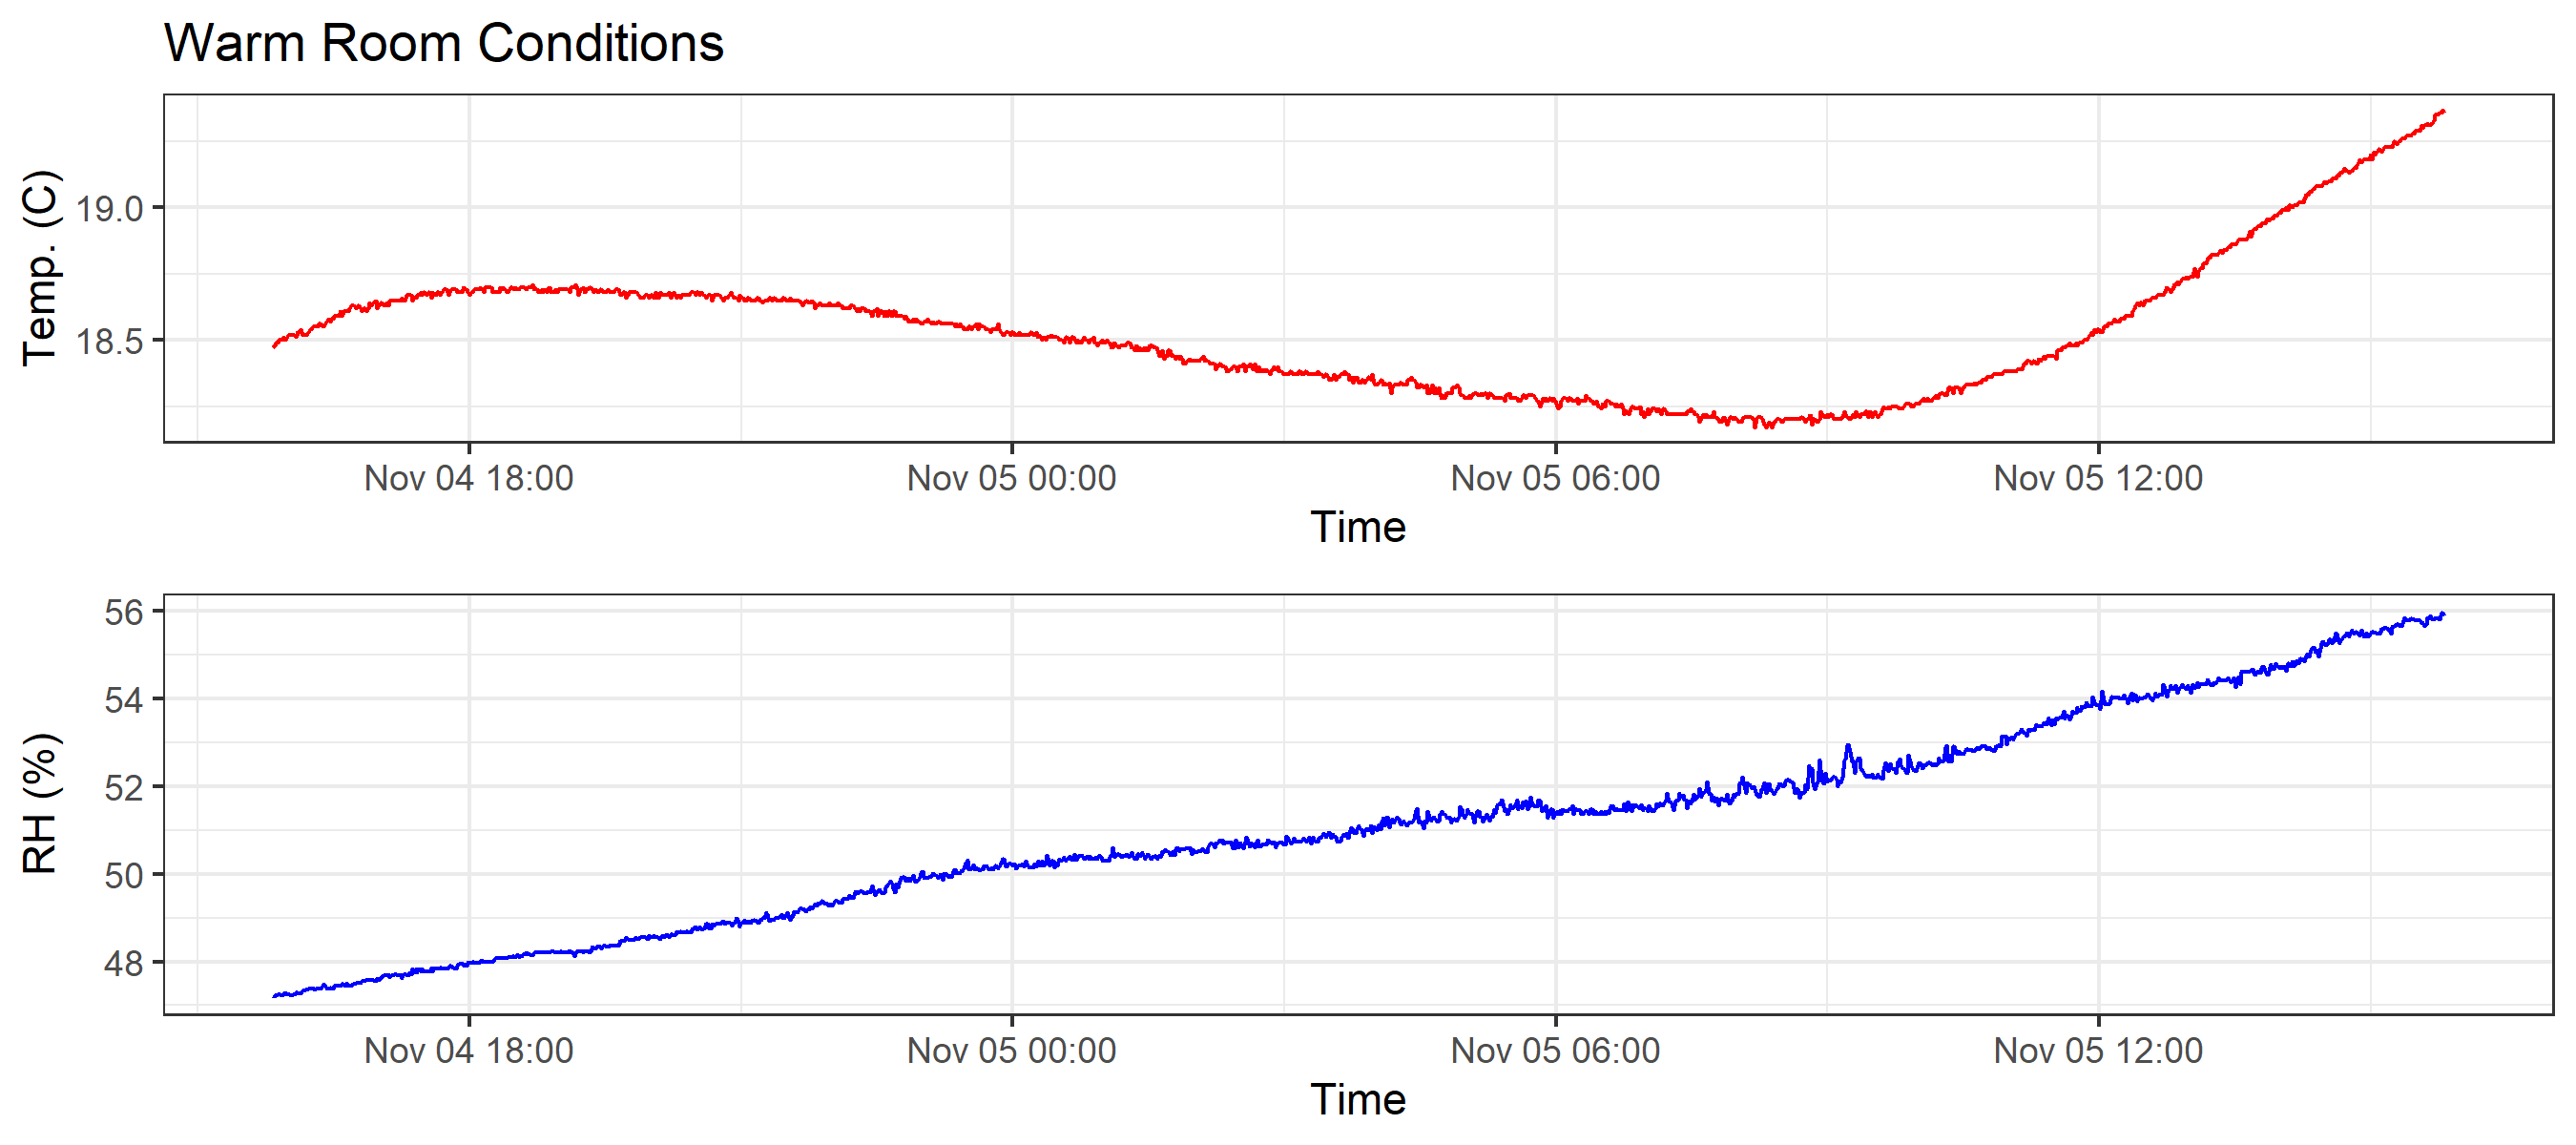 Warm Room Conditions
Temp. (C)
19.0
18.5
Nov 04 18:00 Nov 05 00:00 Nov 05 06:00 Nov 05 12:00
Time
RH (%)
56
54
52
50
48
Nov 04 18:00 Nov 05 00:00 Nov 05 06:00 Nov 05 12:00
Time